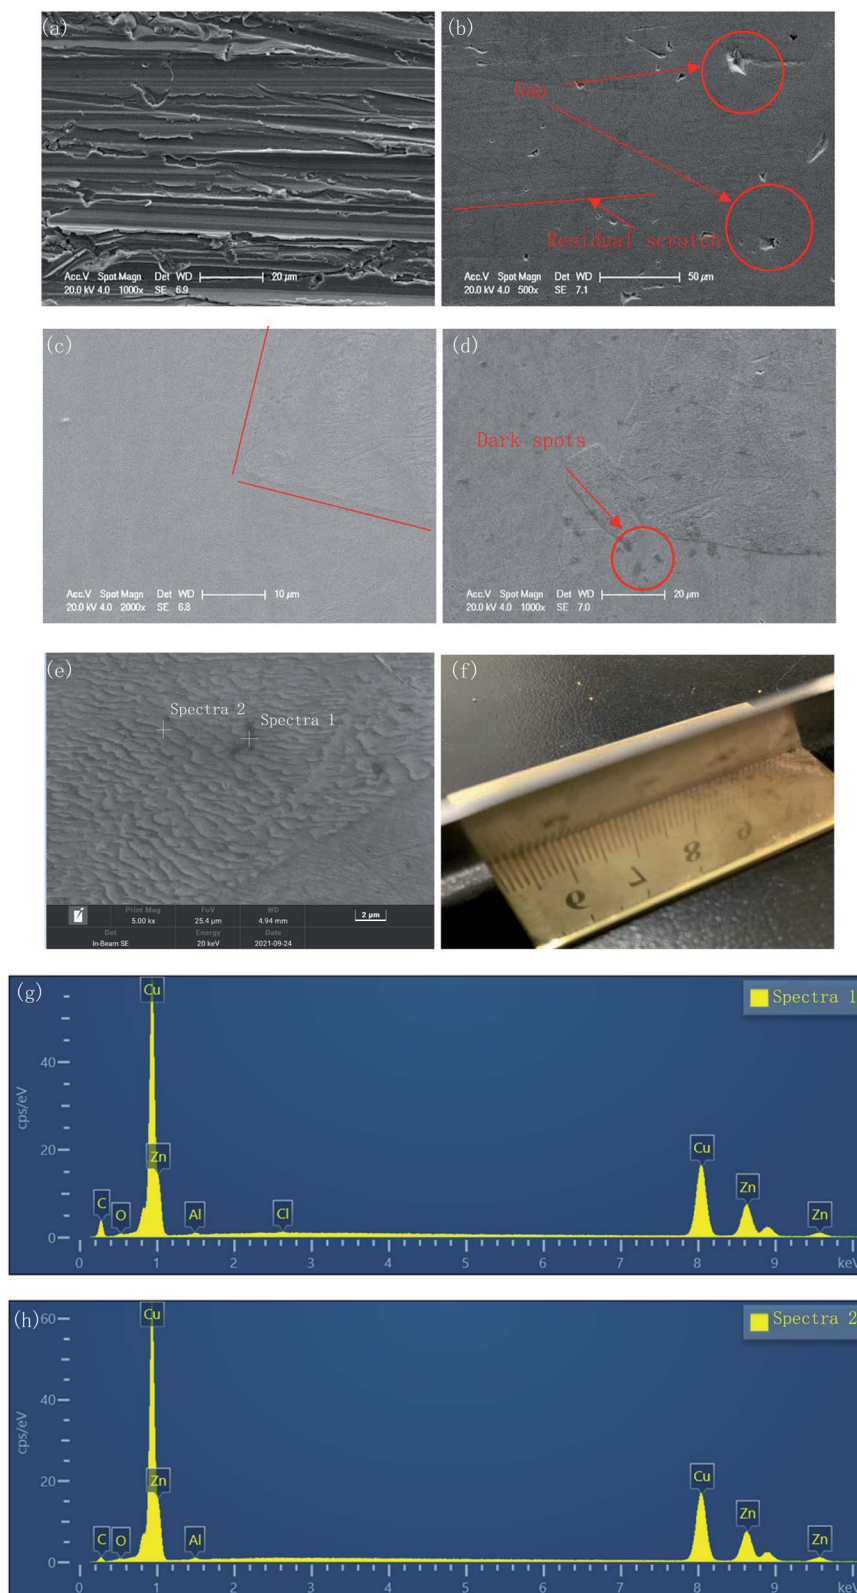 (a)
Acc.V Spot Magn Det WD 20 μm
20.0 kV 4.0 1000x SE 6.9
(b)
Gap
Residual scratch
Acc.V Spot Magn Det WD 50 μm
20.0 kV 4.0 500x SE 7.1
(c)
Acc.V Spot Magn Det WD 10 μm
20.0 kV 4.0 2000x SE 6.8
(d)
Dark spots
Acc.V Spot Magn Det WD 20 μm
20.0 kV 4.0 1000x SE 7.0
(e)
Spectra 2
Spectra 1
Print Mag FoV WD 2 μm
5.00 kx 25.4 μm 4.94 mm
Det Energy Date
In-Beam SE 20 keV 2021-09-24
(f)
6 7 8 9
(g)
Spectra 1
Cu
Zn
C
O
Al
Cl
Cu
Zn
Zn
cps/eV
40
20
0
0 1 2 3 4 5 6 7 8 9 keV
(h)
Spectra 2
Cu
Zn
C
O
Al
Cu
Zn
Zn
cps/eV
60
40
20
0
0 1 2 3 4 5 6 7 8 9 keV